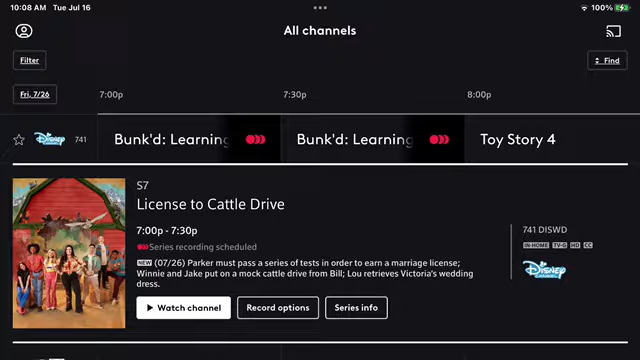 10:08 AM Tue Jul 16
100%
All channels
Filter
Find
Fri, 7/26
7:00p
7:30p
8:00p
Disney CHANNEL
741
Bunk'd: Learning
Bunk'd: Learning
Toy Story 4
S7
License to Cattle Drive
7:00p - 7:30p
Series recording scheduled
NEW (07/26) Parker must pass a series of tests in order to earn a marriage license;
Winnie and Jake put on a mock cattle drive from Bill; Lou retrieves Victoria's wedding
dress.
741 DISWD
IN-HOME TV-G HD CC
Disney CHANNEL
Watch channel
Record options
Series info